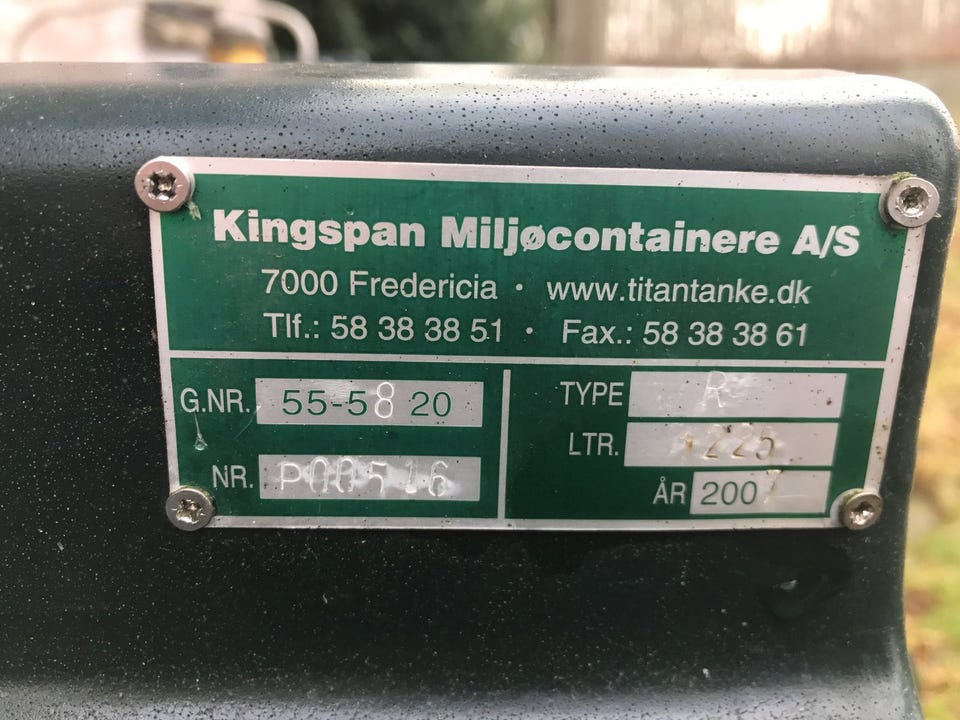 Kingspan Miljøcontainere A/S
7000 Fredericia • www.titantanke.dk
Tlf.: 58 38 38 51 • Fax.: 58 38 38 61
G.NR. 55-58 20
TYPE R
LTR.
NR.
ÅR 2007